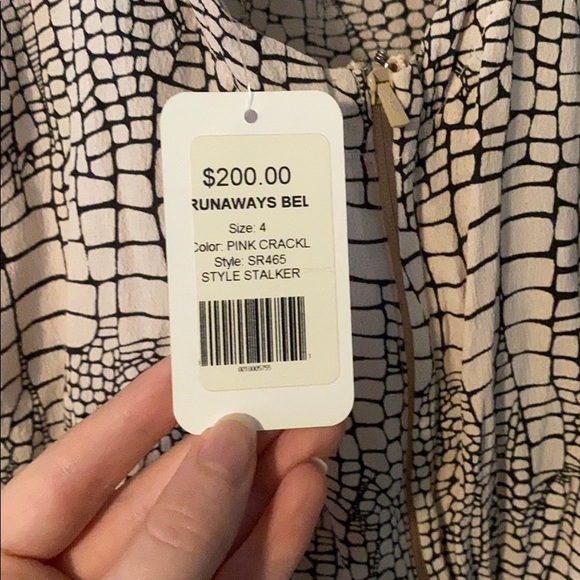 $200.00
RUNAWAYS BEL
Size: 4
Color: PINK CRACKL
Style: SR465
STYLE STALKER